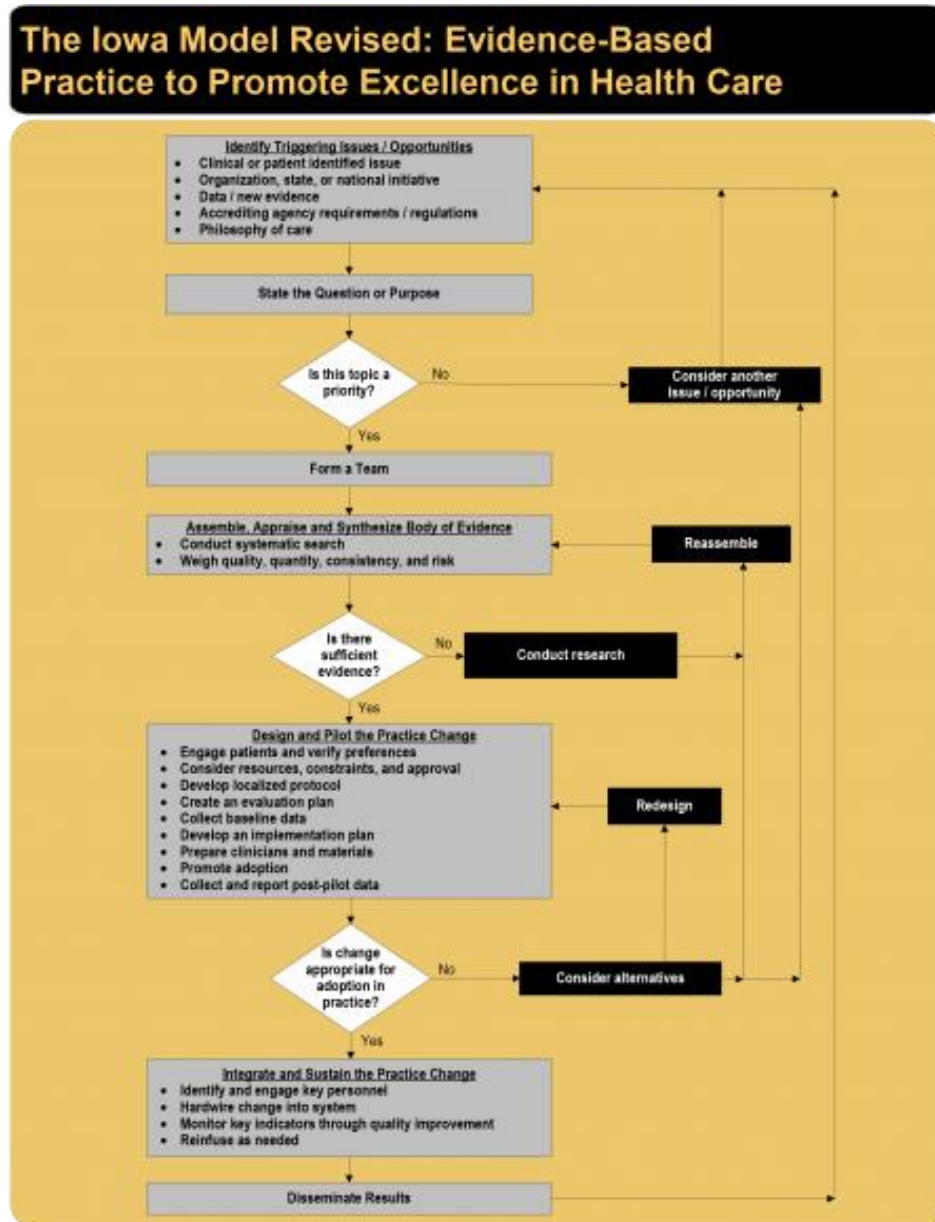 The Iowa Model Revised: Evidence-Based
Practice to Promote Excellence in Health Care
Identify Triggering Issues / Opportunities
• Clinical or patient identified issue
• Organization, state, or national initiative
• Data / new evidence
• Accrediting agency requirements / regulations
• Philosophy of care
State the Question or Purpose
Is this topic a
priority?
No
Consider another
Issue / opportunity
Yes
Form a Team
Assemble, Appraise and Synthesize Body of Evidence
• Conduct systematic search
• Weigh quality, quantity, consistency, and risk
Reassemble
Is there
sufficient
evidence?
No
Conduct research
Yes
Design and Pilot the Practice Change
• Engage patients and verify preferences
• Consider resources, constraints, and approval
• Develop localized protocol
• Create an evaluation plan
• Collect baseline data
• Develop an implementation plan
• Prepare clinicians and materials
• Promote adoption
• Collect and report post-pilot data
Redesign
Is change
appropriate for
adoption in
practice?
No
Consider alternatives
Yes
Integrate and Sustain the Practice Change
• Identify and engage key personnel
• Hardwire change into system
• Monitor key indicators through quality improvement
• Reinfuse as needed
Disseminate Results